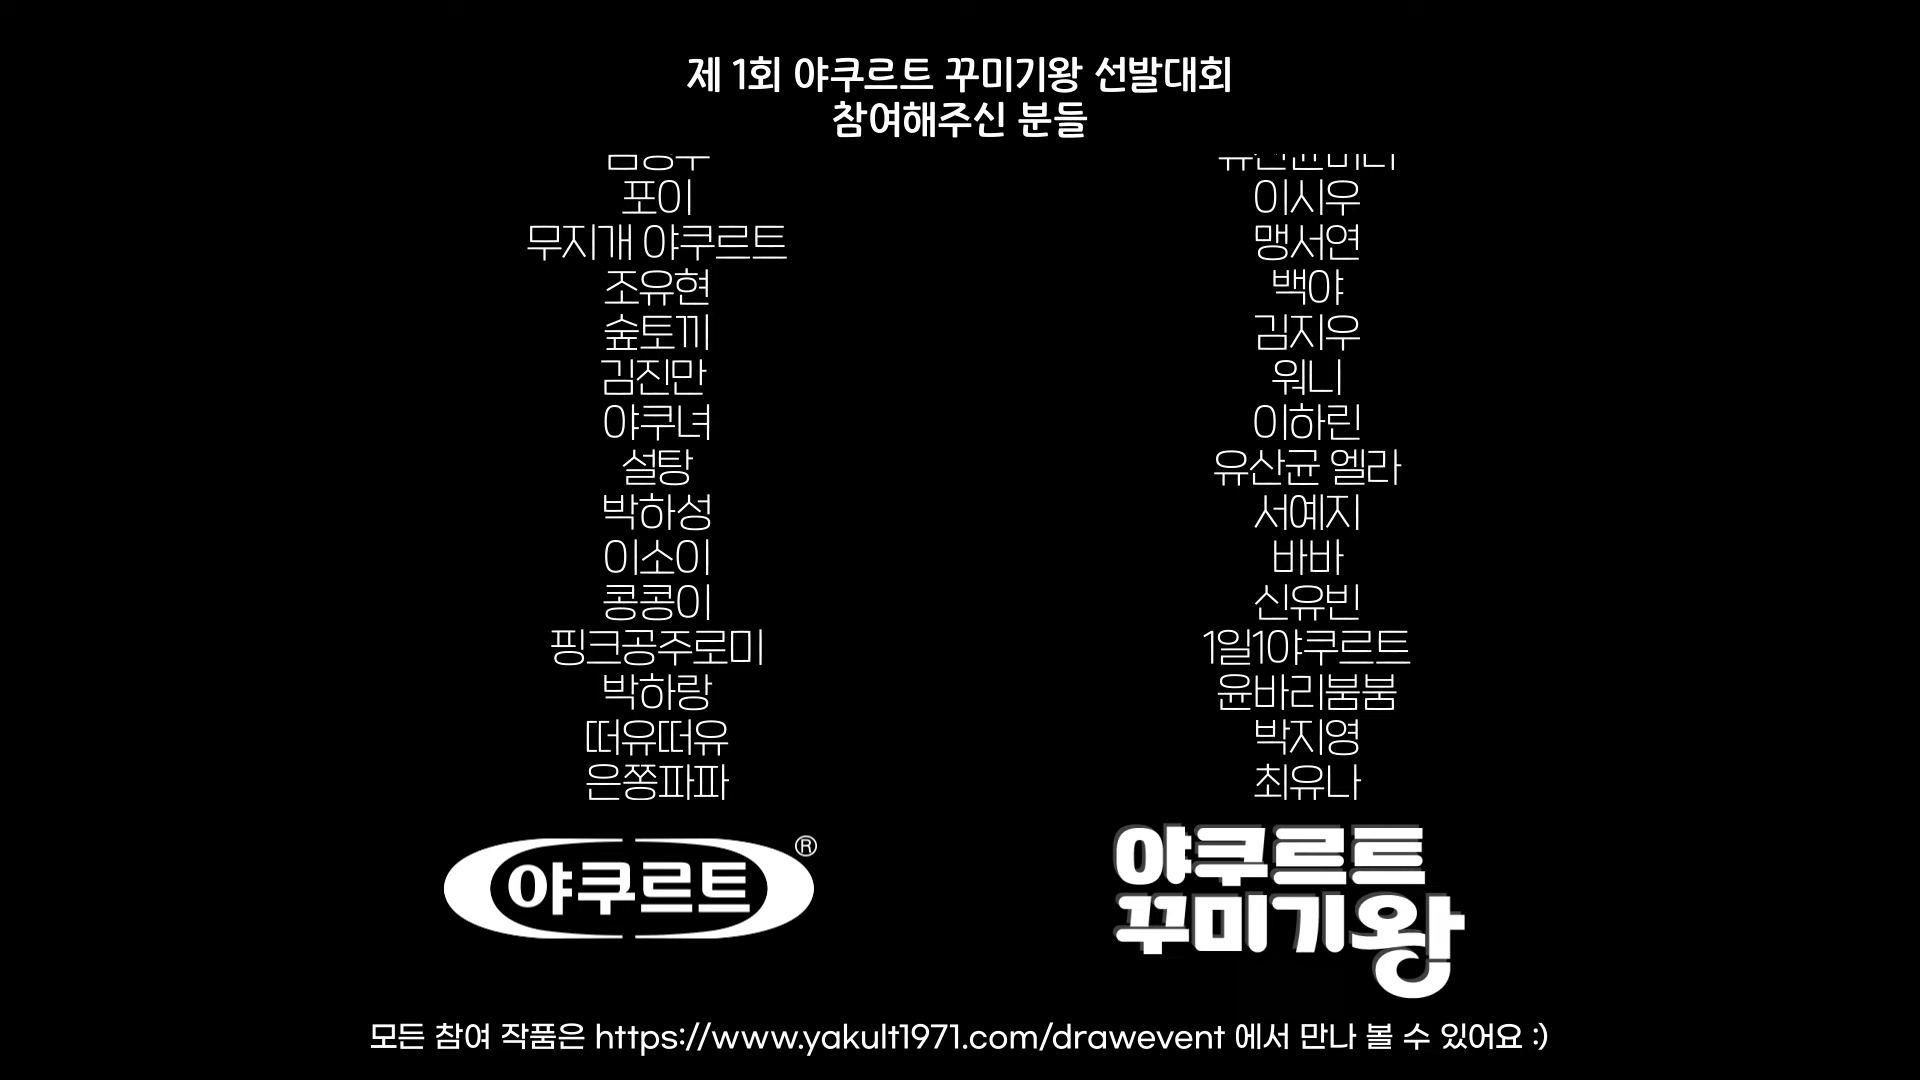 제 1회 야쿠르트 꾸미기왕 선발대회
참여해주신 분들
포이
무지개 야쿠르트
조유현
숲토끼
김진만
야쿠녀
설탕
박하성
이소이
콩콩이
핑크공주로미
박하랑
떠유떠유
은쫑파파
이시우
맹서연
백야
김지우
워니
이하린
유산균 엘라
서예지
바바
신유빈
1일1야쿠르트
윤바리붐붐
박지영
최유나
야쿠르트®
야쿠르트
꾸미기왕
모든 참여 작품은 https://www.yakult1971.com/drawevent 에서 만나 볼 수 있어요 :)